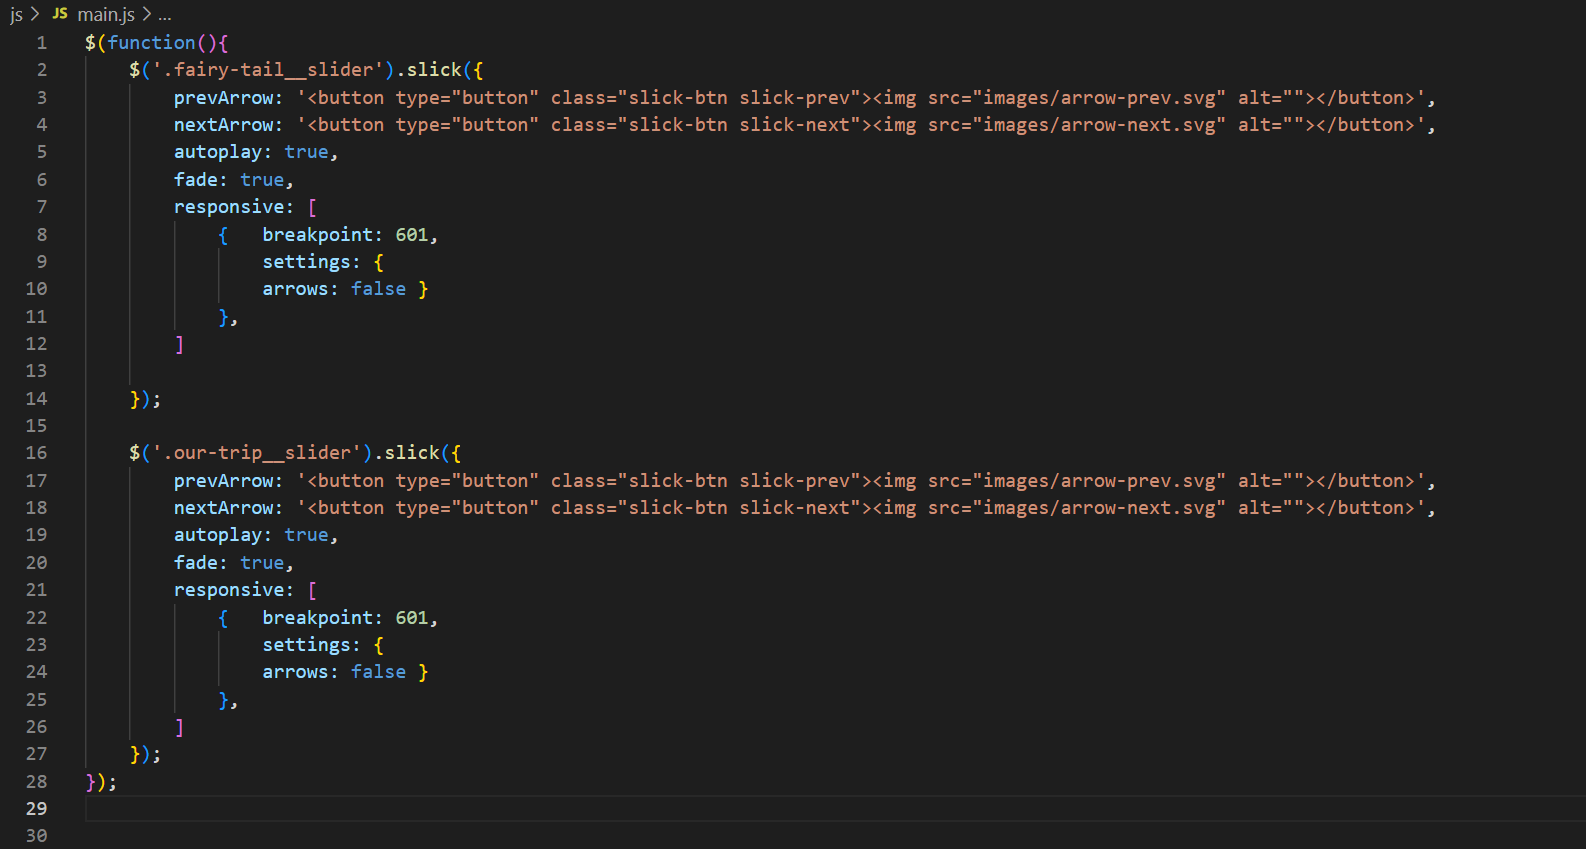 js > JS main.js > ...
1 $(function(){
2     $('.fairy-tail__slider').slick({
3         prevArrow: '<button type="button" class="slick-btn slick-prev"><img src="images/arrow-prev.svg" alt=""></button>',
4         nextArrow: '<button type="button" class="slick-btn slick-next"><img src="images/arrow-next.svg" alt=""></button>',
5         autoplay: true,
6         fade: true,
7         responsive: [
8             {   breakpoint: 601,
9                 settings: {
10                 arrows: false }
11             },
12         ]
13
14     });
15
16     $('.our-trip__slider').slick({
17         prevArrow: '<button type="button" class="slick-btn slick-prev"><img src="images/arrow-prev.svg" alt=""></button>',
18         nextArrow: '<button type="button" class="slick-btn slick-next"><img src="images/arrow-next.svg" alt=""></button>',
19         autoplay: true,
20         fade: true,
21         responsive: [
22             {   breakpoint: 601,
23                 settings: {
24                 arrows: false }
25             },
26         ]
27     });
28 });
29
30